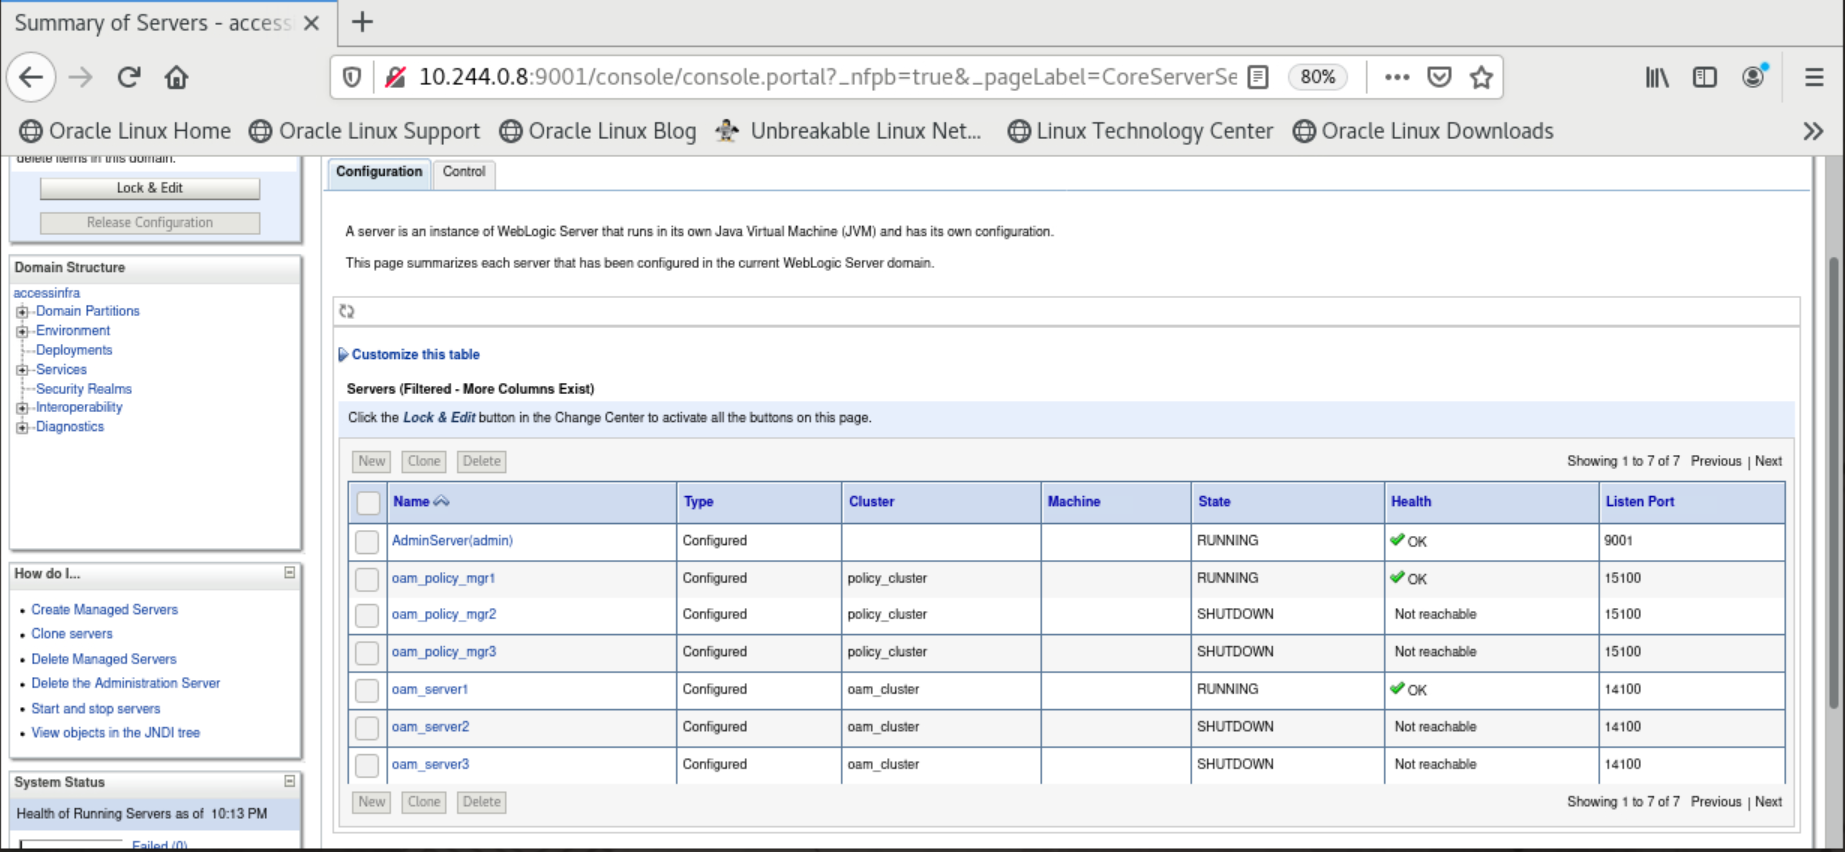 Summary of Servers - access
10.244.0.8:9001/console/console.portal?_nfpb=true&_pageLabel=CoreServerSe
80%
Oracle Linux Home
Oracle Linux Support
Oracle Linux Blog
Unbreakable Linux Net...
Linux Technology Center
Oracle Linux Downloads
delete items in this domain.
Lock & Edit
Release Configuration
Domain Structure
accessinfra
Domain Partitions
Environment
Deployments
Services
Security Realms
Interoperability
Diagnostics
How do I...
Create Managed Servers
Clone servers
Delete Managed Servers
Delete the Administration Server
Start and stop servers
View objects in the JNDI tree
System Status
Health of Running Servers as of 10:13 PM
Failed (0)
Configuration Control
A server is an instance of WebLogic Server that runs in its own Java Virtual Machine (JVM) and has its own configuration.
This page summarizes each server that has been configured in the current WebLogic Server domain.
Customize this table
Servers (Filtered - More Columns Exist)
Click the Lock & Edit button in the Change Center to activate all the buttons on this page.
New Clone Delete Showing 1 to 7 of 7 Previous | Next
Name Type Cluster Machine State Health Listen Port
AdminServer(admin) Configured RUNNING OK 9001
oam_policy_mgr1 Configured policy_cluster RUNNING OK 15100
oam_policy_mgr2 Configured policy_cluster SHUTDOWN Not reachable 15100
oam_policy_mgr3 Configured policy_cluster SHUTDOWN Not reachable 15100
oam_server1 Configured oam_cluster RUNNING OK 14100
oam_server2 Configured oam_cluster SHUTDOWN Not reachable 14100
oam_server3 Configured oam_cluster SHUTDOWN Not reachable 14100
New Clone Delete Showing 1 to 7 of 7 Previous | Next